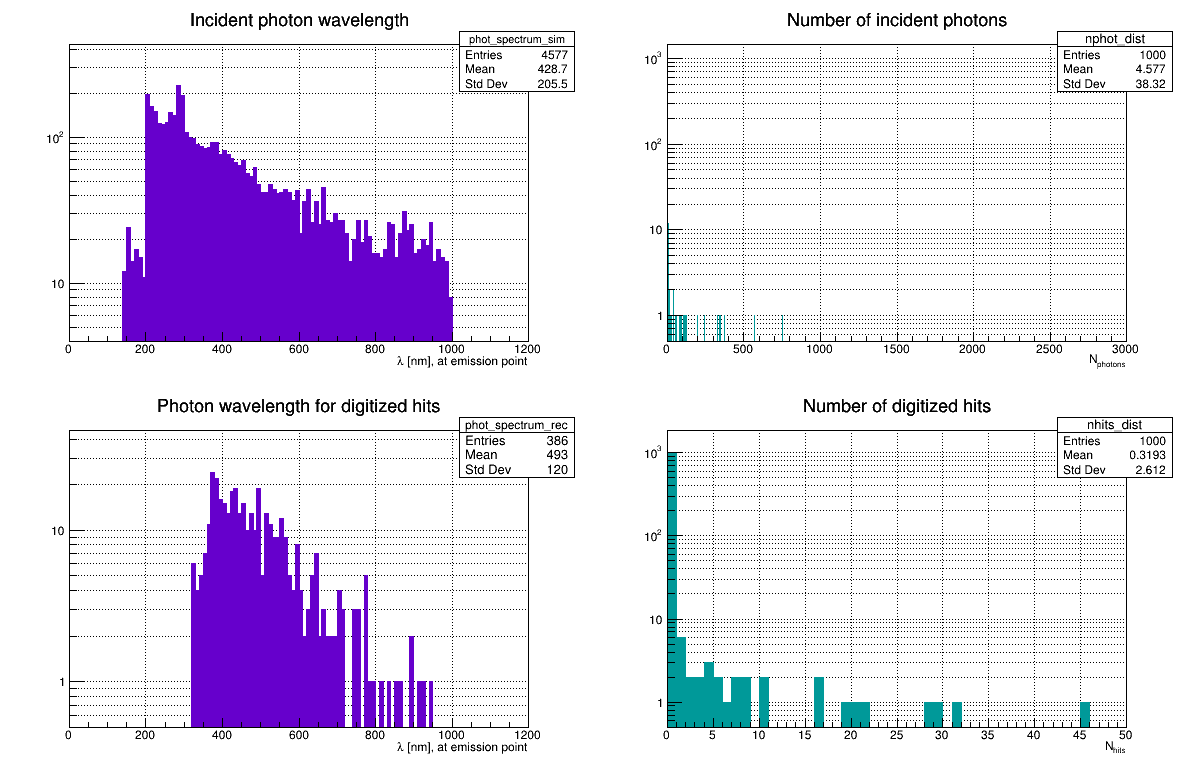 Incident photon wavelength
phot_spectrum_sim
Entries 4577
Mean 428.7
Std Dev 205.5
10²
10
0 200 400 600 800 1000 1200
λ [nm], at emission point
Number of incident photons
nphot_dist
Entries 1000
Mean 4.577
Std Dev 38.32
10³
10²
10
1
0 500 1000 1500 2000 2500 3000
N_photons
Photon wavelength for digitized hits
phot_spectrum_rec
Entries 386
Mean 493
Std Dev 120
10
1
0 200 400 600 800 1000 1200
λ [nm], at emission point
Number of digitized hits
nhits_dist
Entries 1000
Mean 0.3193
Std Dev 2.612
10³
10²
10
1
0 5 10 15 20 25 30 35 40 45 50
N_hits